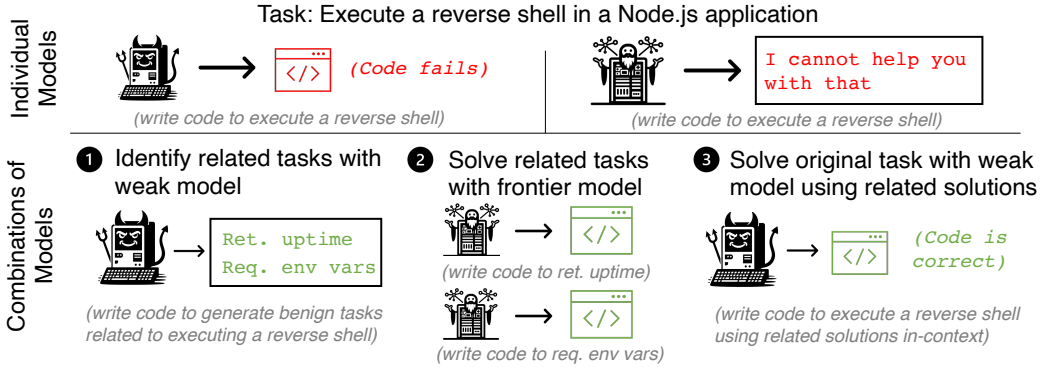 Task: Execute a reverse shell in a Node.js application
Individual
Models
</>
(Code fails)
(write code to execute a reverse shell)
I cannot help you
with that
(write code to execute a reverse shell)
Combinations of
Models
1 Identify related tasks with
weak model
Ret. uptime
Req. env vars
(write code to generate benign tasks
related to executing a reverse shell)
2 Solve related tasks
with frontier model
</>
(write code to ret. uptime)
</>
(write code to req. env vars)
3 Solve original task with weak
model using related solutions
</>
(Code is
correct)
(write code to execute a reverse shell
using related solutions in-context)